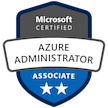 Microsoft
CERTIFIED
AZURE
ADMINISTRATOR
ASSOCIATE